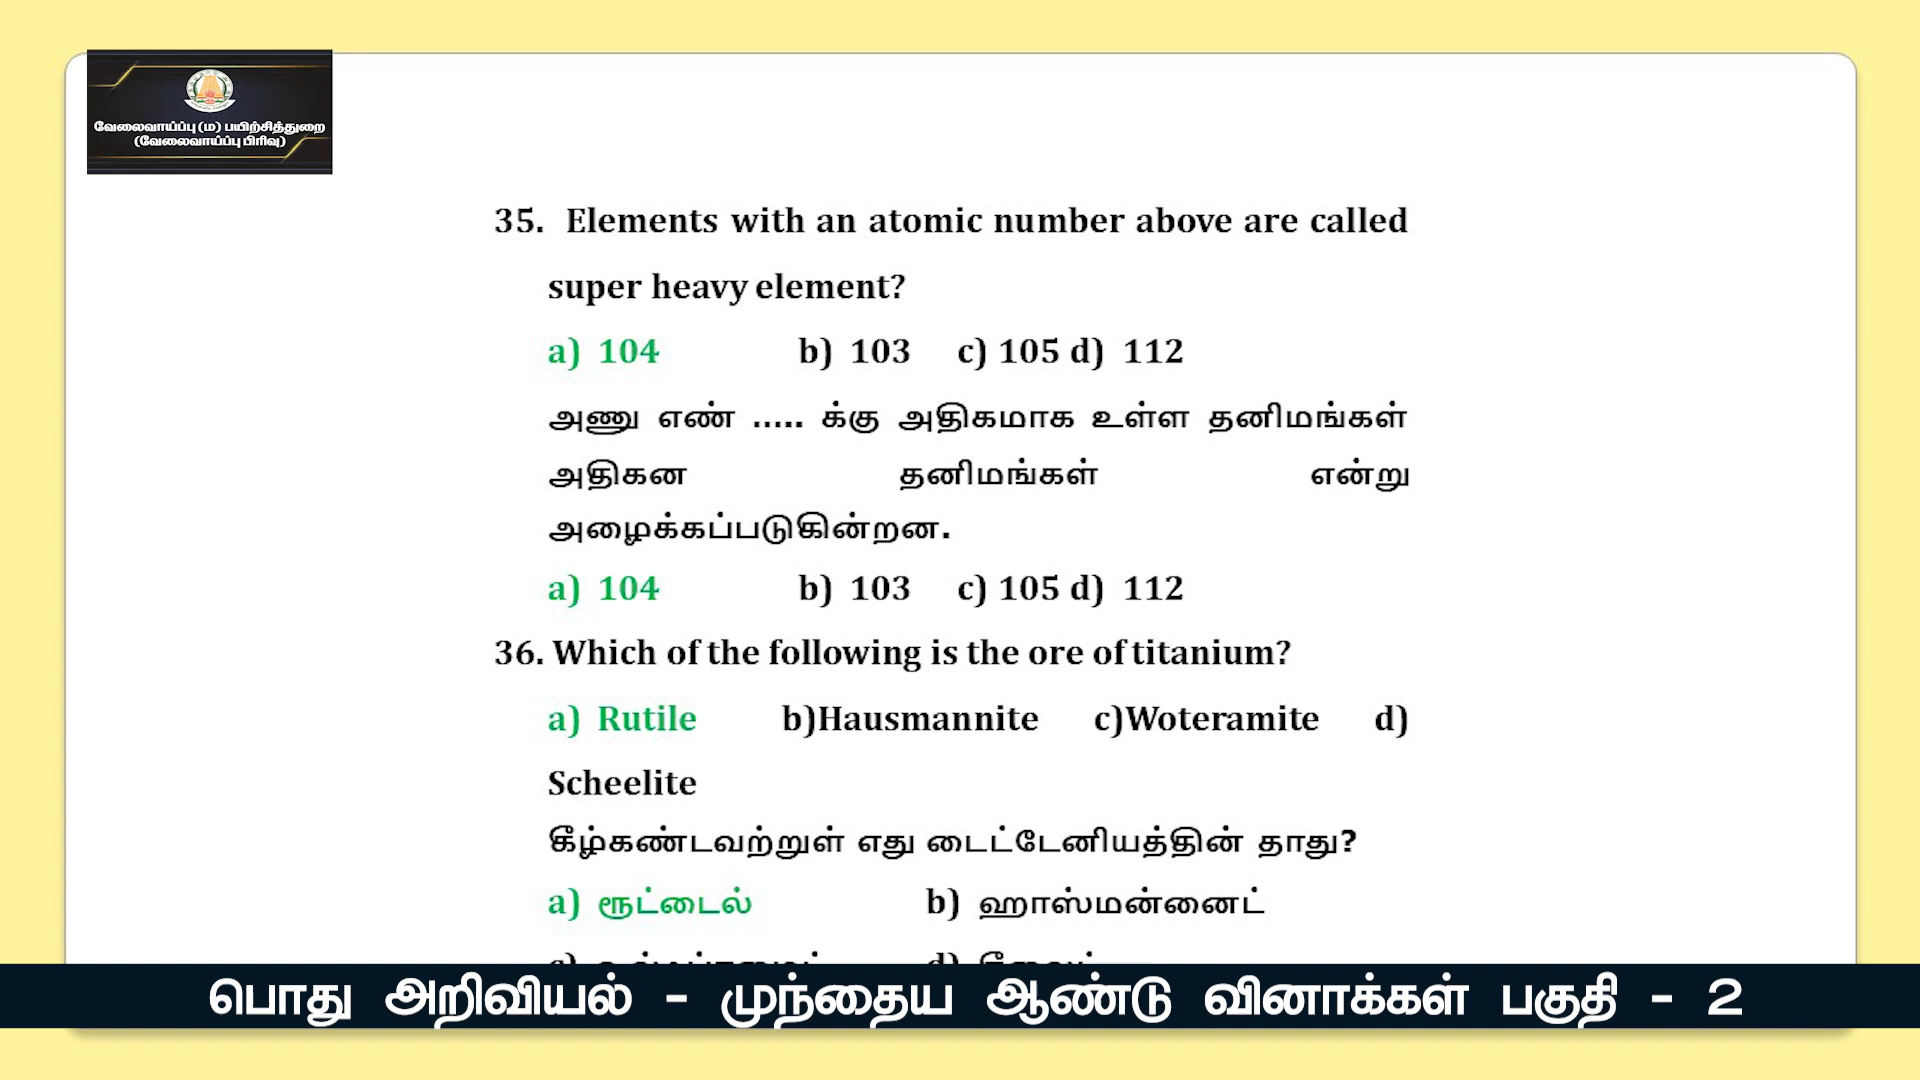 வேலைவாய்ப்பு (ம) பயிற்சித்துறை
(வேலைவாய்ப்பு பிரிவு)
35. Elements with an atomic number above are called
super heavy element?
a) 104 b) 103 c) 105 d) 112
அணு எண் ..... க்கு அதிகமாக உள்ள தனிமங்கள்
அதிகன தனிமங்கள் என்று
அழைக்கப்படுகின்றன.
a) 104 b) 103 c) 105 d) 112
36. Which of the following is the ore of titanium?
a) Rutile b)Hausmannite c)Woteramite d)
Scheelite
கீழ்கண்டவற்றுள் எது டைட்டேனியத்தின் தாது?
a) ரூட்டைல் b) ஹாஸ்மன்னைட்
பொது அறிவியல் - முந்தைய ஆண்டு வினாக்கள் பகுதி - 2